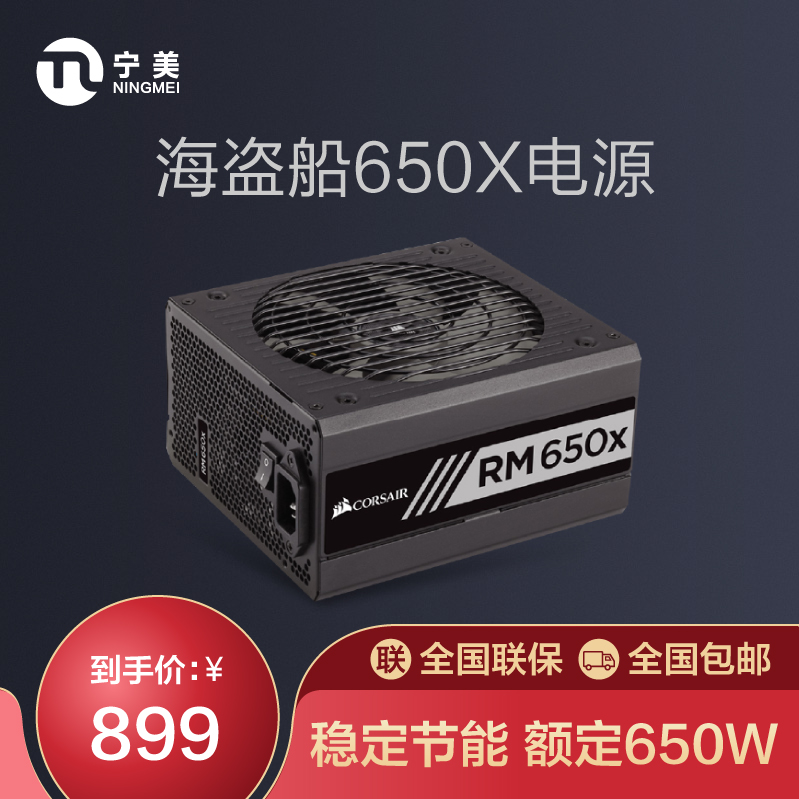 宁美
NINGMEI
海盗船650X电源
RM650x
RM650x
CORSAIR
联 全国联保 全国包邮
到手价:¥
899
稳定节能 额定650W